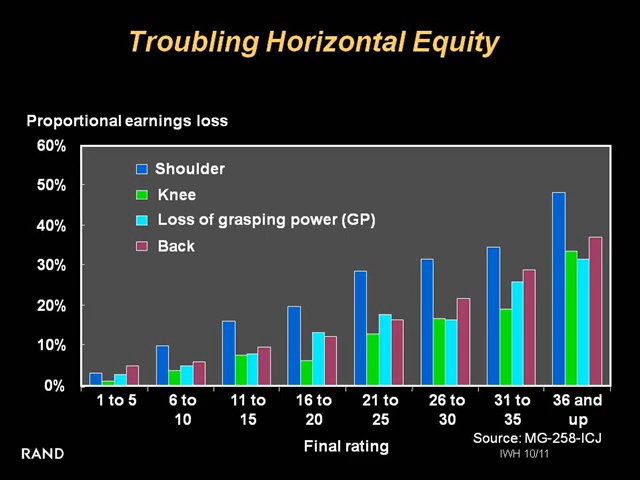 Troubling Horizontal Equity
Proportional earnings loss
60%
50%
40%
30%
20%
10%
0%
Shoulder
Knee
Loss of grasping power (GP)
Back
1 to 5
6 to 10
11 to 15
16 to 20
21 to 25
26 to 30
31 to 35
36 and up
Final rating
Source: MG-258-ICJ
IWH 10/11
RAND